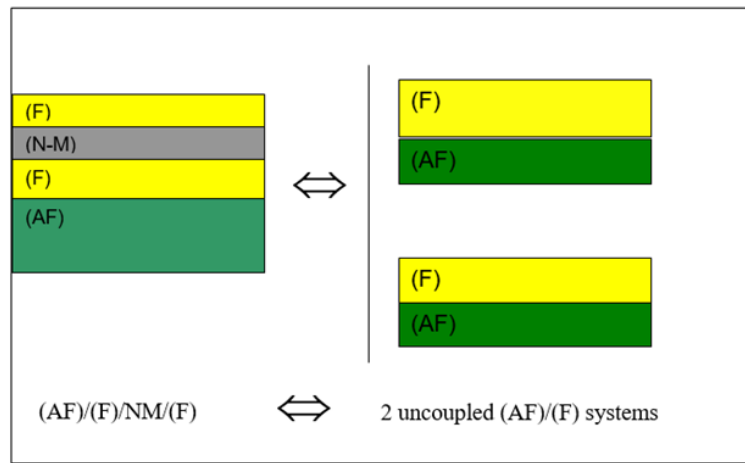 (F)
(N-M)
(F)
(AF)
⇔
(F)
(AF)
(F)
(AF)
(AF)/(F)/NM/(F) ⇔ 2 uncoupled (AF)/(F) systems